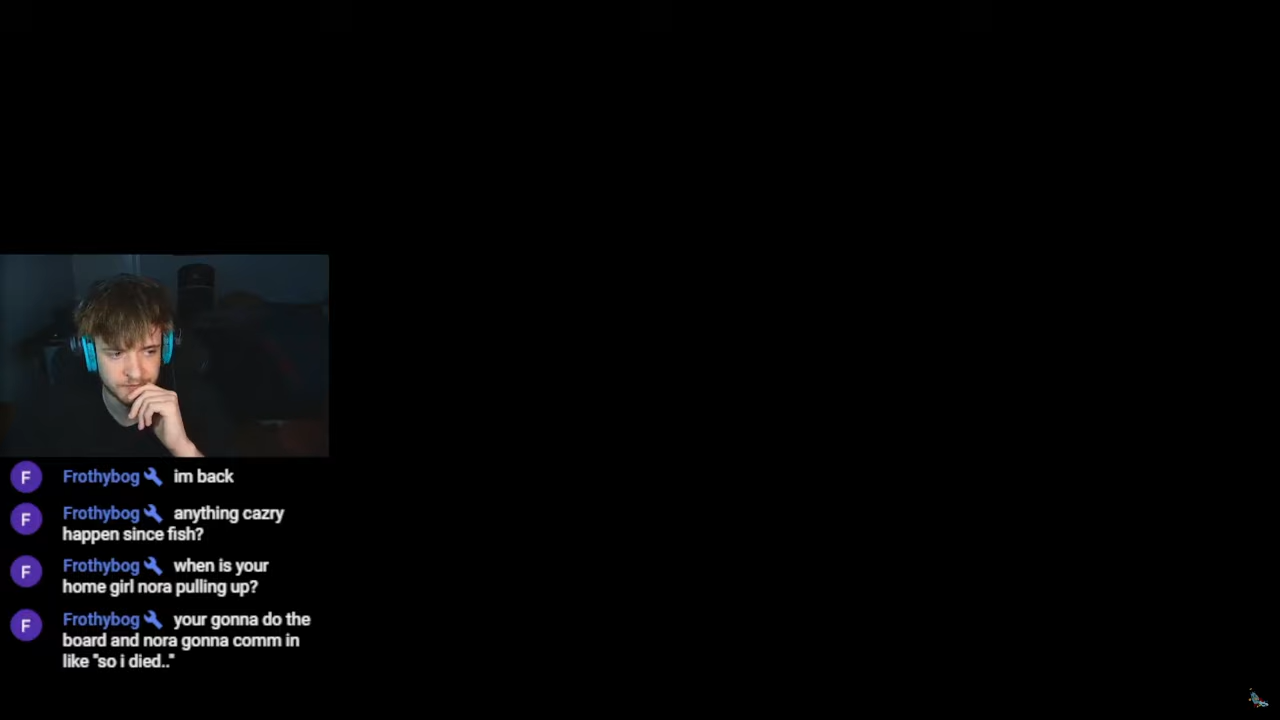 F Frothybog im back
F Frothybog anything cazry
happen since fish?
F Frothybog when is your
home girl nora pulling up?
F Frothybog your gonna do the
board and nora gonna comm in
like "so i died.."